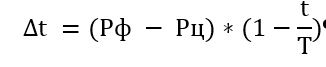 Δt = (Рф − Рц) ∗ (1 − t/T)